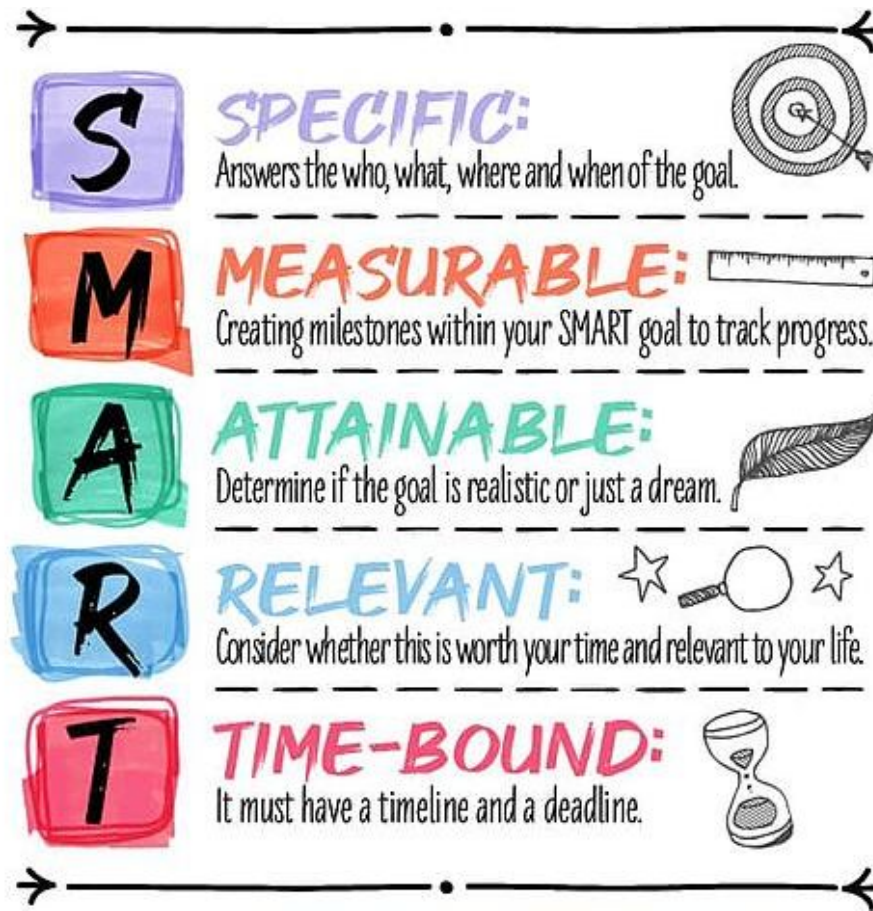 S
SPECIFIC:
Answers the who, what, where and when of the goal.
M
MEASURABLE:
Creating milestones within your SMART goal to track progress.
A
ATTAINABLE:
Determine if the goal is realistic or just a dream.
R
RELEVANT:
Consider whether this is worth your time and relevant to your life.
T
TIME-BOUND:
It must have a timeline and a deadline.